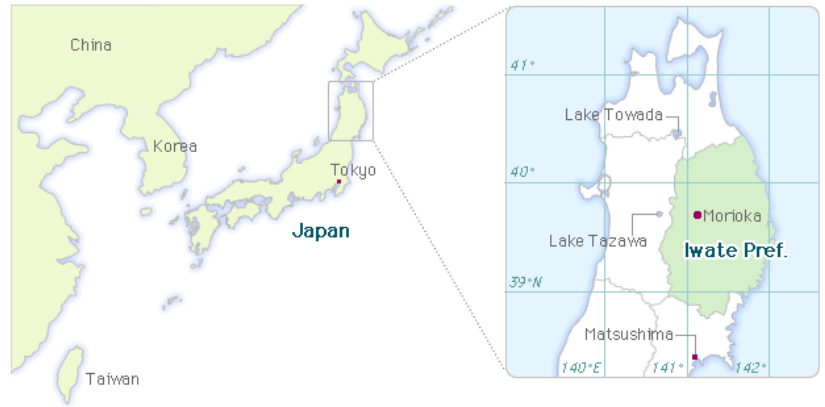 China
Korea
Tokyo
Japan
Taiwan
41°
Lake Towada
40°
Morioka
Lake Tazawa
Iwate Pref.
39°N
Matsushima
140°E
141°
142°